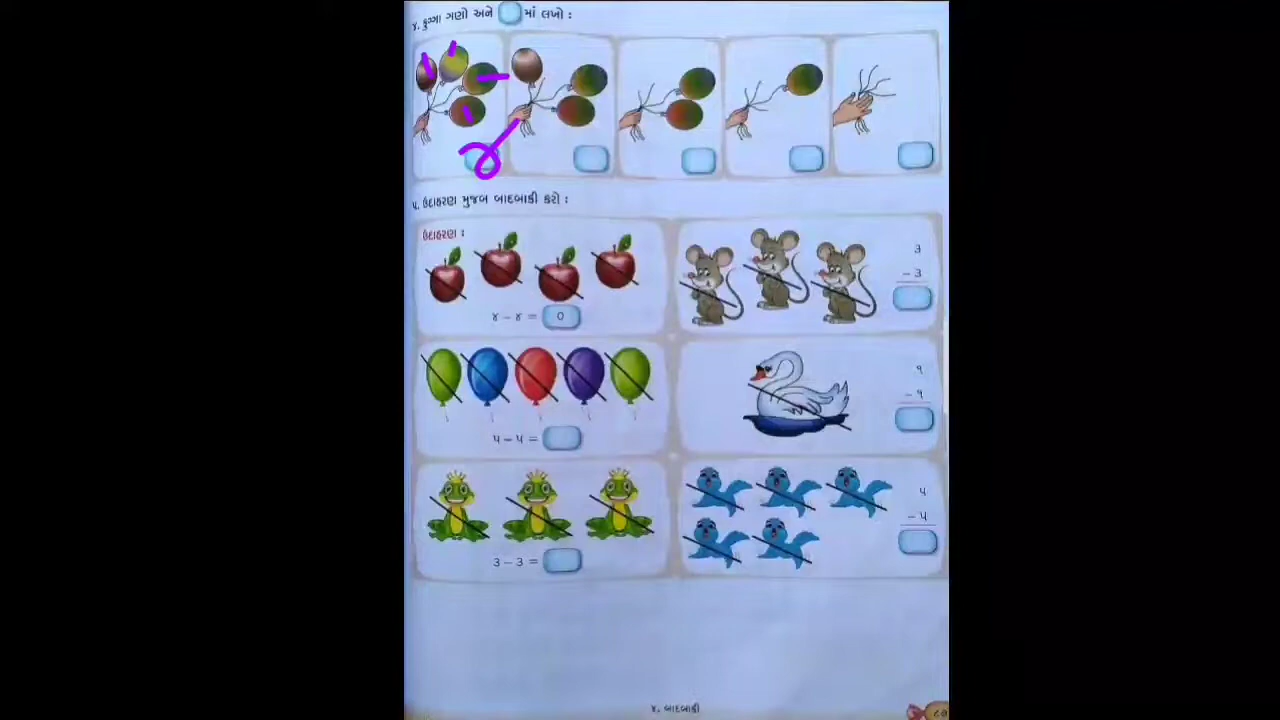 ૪. ફુગ્ગા ગણો અને માં લખો :
૪
૫. ઉદાહરણ મુજબ બાદબાકી કરો :
ઉદાહરણ :
૪ – ૪ = ૦
૩
– ૩
૫ – ૫ =
૧
– ૧
૩ – ૩ =
૫
– ૫
૪. બાદબાકી